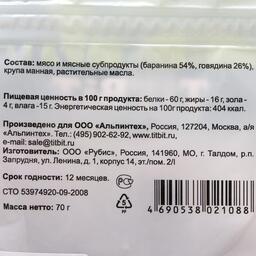 Состав: мясо и мясные субпродукты (баранина 54%, говядина 26%),
крупа манная, растительные масла.
Пищевая ценность в 100 г продукта: белки - 60 г, жиры - 16 г, зола -
4 г, влага - 15 г. Энергетическая ценность на 100г продукта: 404 ккал.
Произведено для ООО «Альпинтех», Россия, 127204, Москва, а/я
«Альпинтех». Тел.: (495) 902-62-92, www.titbit.ru,
e-mail: sale@titbit.ru
Изготовитель: ООО «Рубис», Россия, 141960, МО, г. Талдом, р.п.
Запрудня, ул. Ленина, д. 1, корпус 14, эт./пом. 2/I
Срок годности: 12 месяцев.
СТО 53974920-09-2008
Масса нетто: 70 г
РСТ
5
PP
4 690538 021088